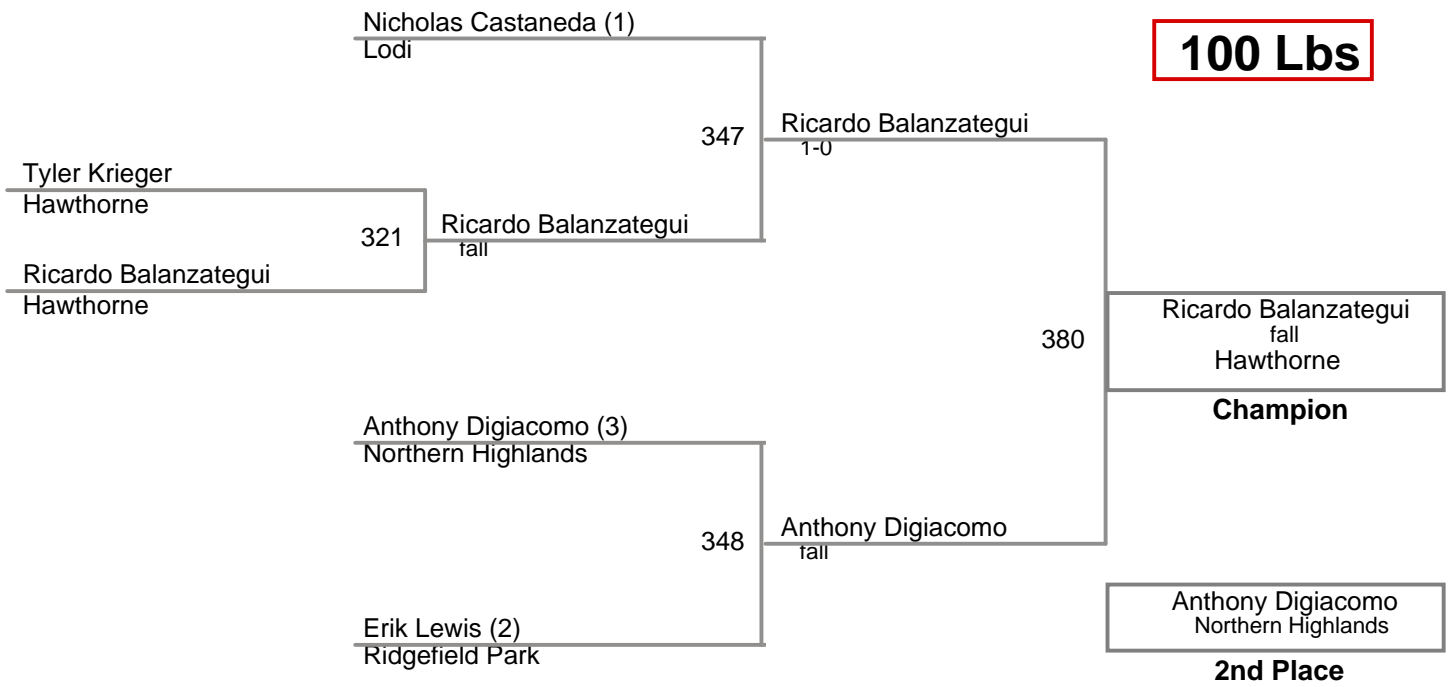 Nicholas Castaneda (1)
Lodi
100 Lbs
347
Ricardo Balanzategui
1-0
Tyler Krieger
Hawthorne
321
Ricardo Balanzategui
fall
Ricardo Balanzategui
Hawthorne
380
Ricardo Balanzategui
fall
Hawthorne
Champion
Anthony Digiacomo (3)
Northern Highlands
348
Anthony Digiacomo
fall
Erik Lewis (2)
Ridgefield Park
Anthony Digiacomo
Northern Highlands
2nd Place